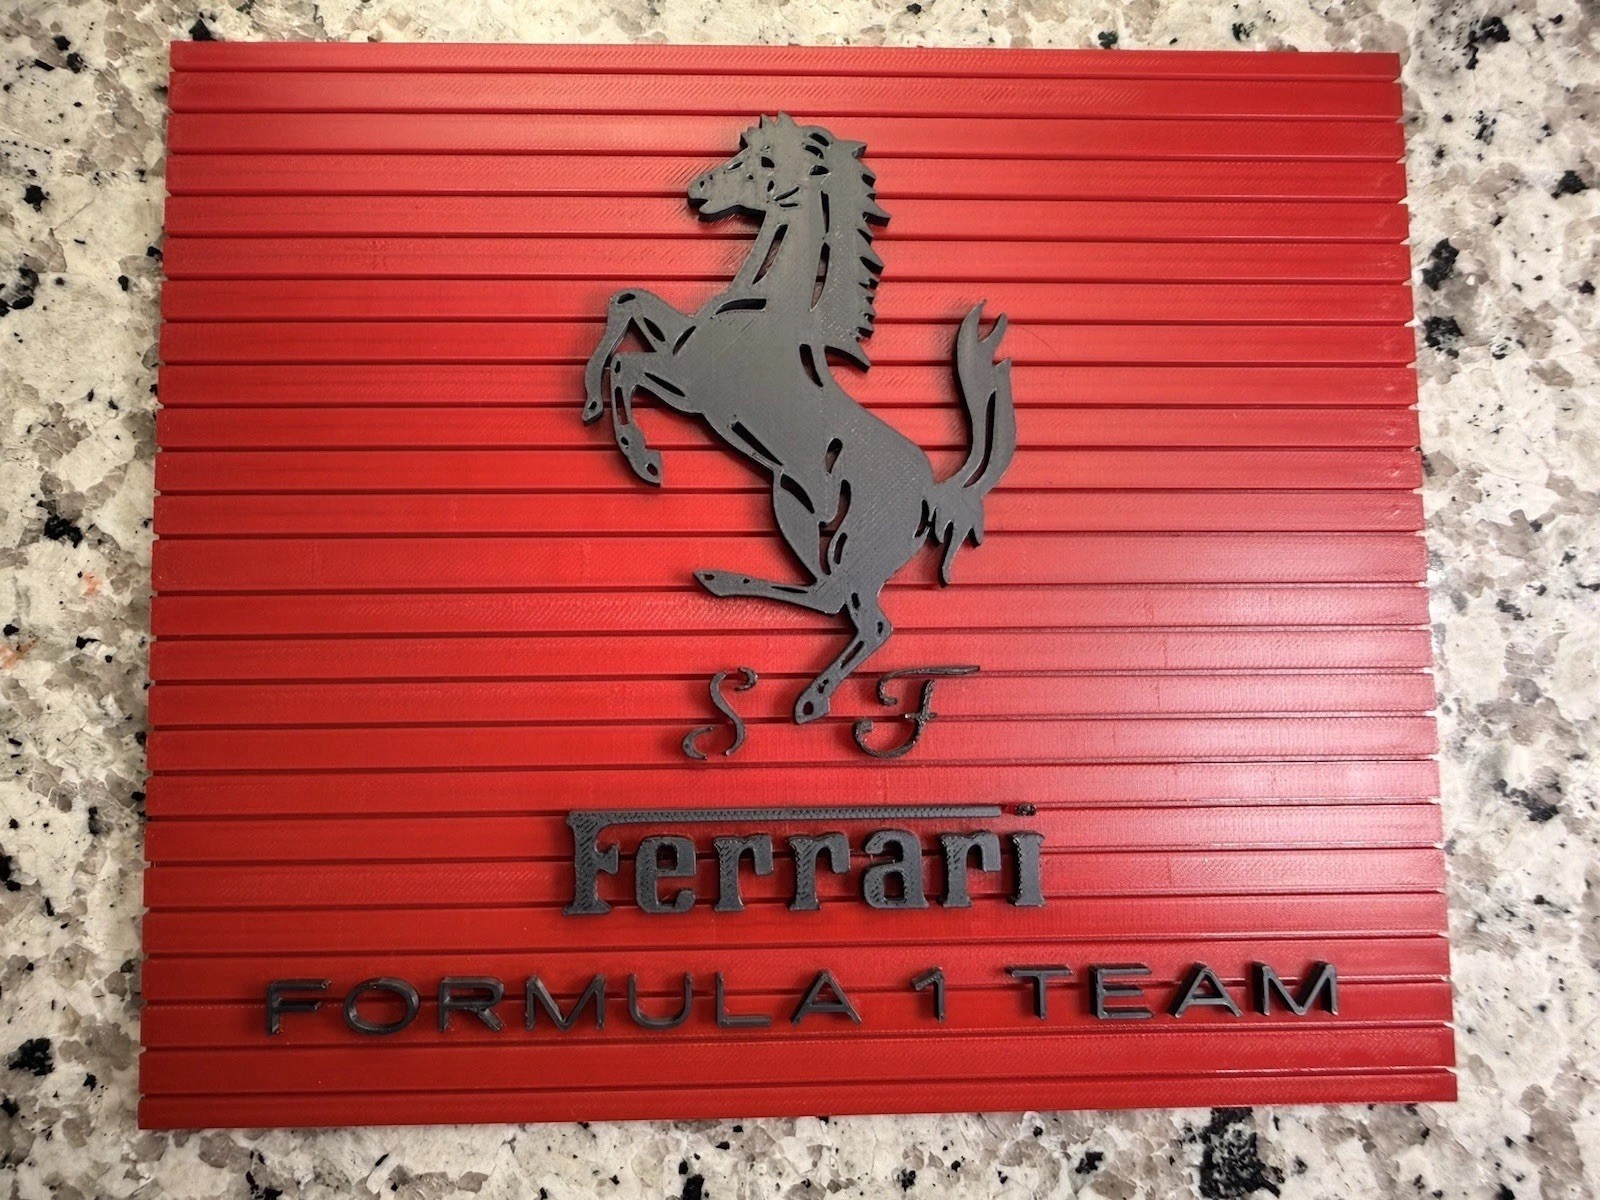 S F
Ferrari
FORMULA 1 TEAM